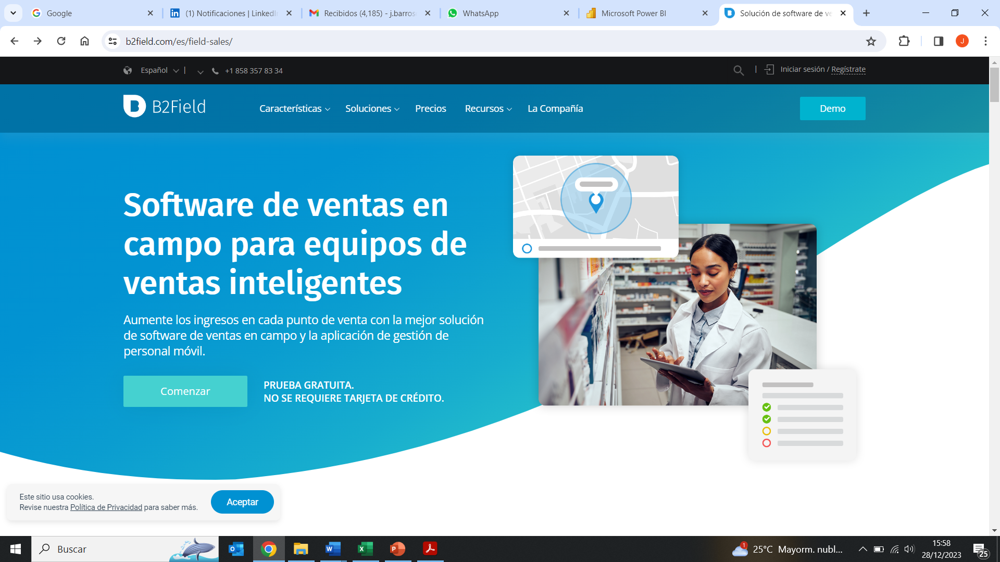 Google
(1) Notificaciones | LinkedIn
Recibidos (4,185) - j.barros
WhatsApp
Microsoft Power BI
Solución de software de ve
b2field.com/es/field-sales/
J
Español
+1 858 357 83 34
Iniciar sesión / Regístrate
B2Field
Características
Soluciones
Precios
Recursos
La Compañía
Demo
Software de ventas en
campo para equipos de
ventas inteligentes
Aumente los ingresos en cada punto de venta con la mejor solución
de software de ventas en campo y la aplicación de gestión de
personal móvil.
Comenzar
PRUEBA GRATUITA.
NO SE REQUIERE TARJETA DE CRÉDITO.
Este sitio usa cookies.
Revise nuestra Política de Privacidad para saber más.
Aceptar
Buscar
1
25°C Mayorm. nubl...
15:58
28/12/2023
25